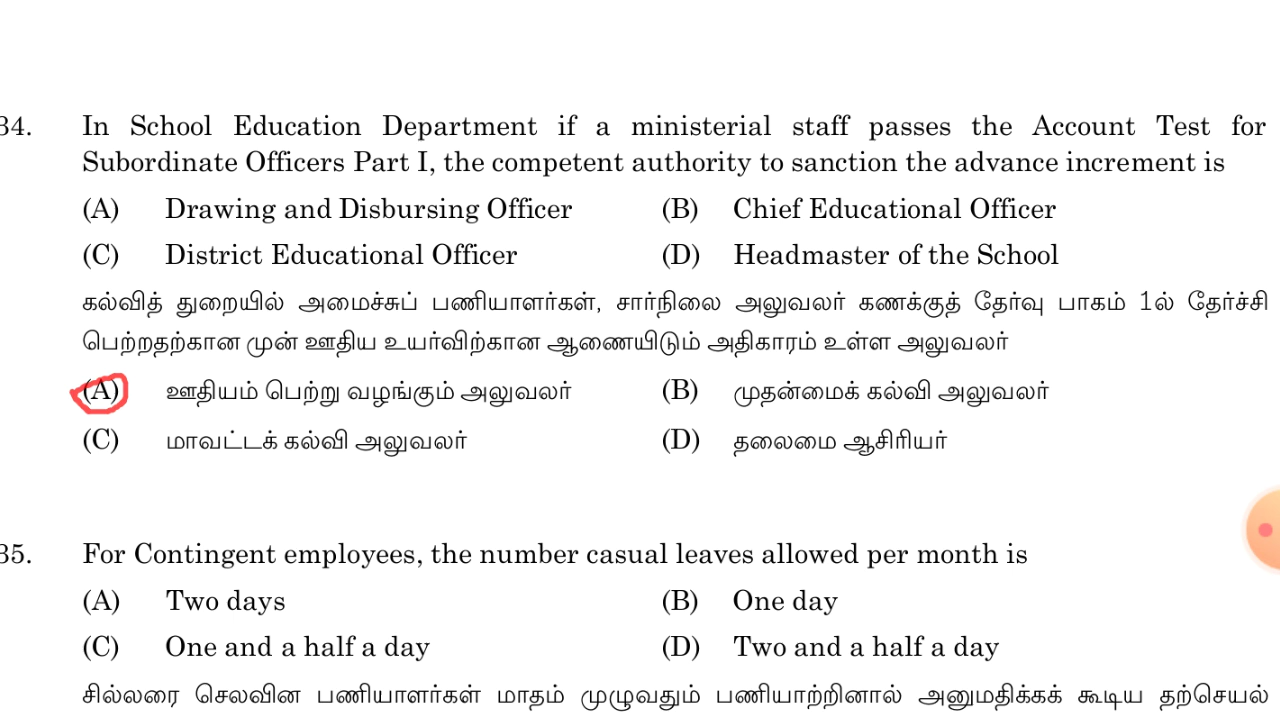 34. In School Education Department if a ministerial staff passes the Account Test for
Subordinate Officers Part I, the competent authority to sanction the advance increment is
(A) Drawing and Disbursing Officer (B) Chief Educational Officer
(C) District Educational Officer (D) Headmaster of the School
கல்வித் துறையில் அமைச்சுப் பணியாளர்கள், சார்நிலை அலுவலர் கணக்குத் தேர்வு பாகம் 1ல் தேர்ச்சி
பெற்றதற்கான முன் ஊதிய உயர்விற்கான ஆணையிடும் அதிகாரம் உள்ள அலுவலர்
(A) ஊதியம் பெற்று வழங்கும் அலுவலர் (B) முதன்மைக் கல்வி அலுவலர்
(C) மாவட்டக் கல்வி அலுவலர் (D) தலைமை ஆசிரியர்
35. For Contingent employees, the number casual leaves allowed per month is
(A) Two days (B) One day
(C) One and a half a day (D) Two and a half a day
சில்லரை செலவின பணியாளர்கள் மாதம் முழுவதும் பணியாற்றினால் அனுமதிக்கக் கூடிய தற்செயல்